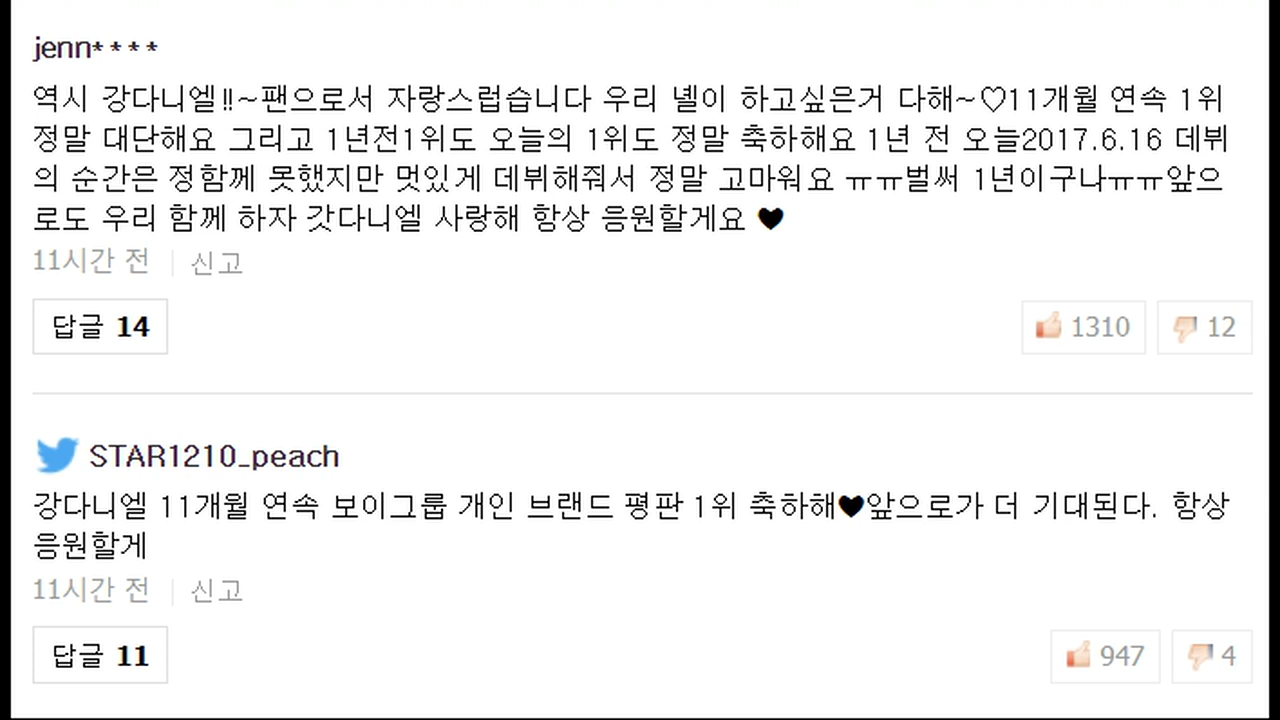 jenn****
역시 강다니엘!!~팬으로서 자랑스럽습니다 우리 녤이 하고싶은거 다해~♡11개월 연속 1위
정말 대단해요 그리고 1년전1위도 오늘의 1위도 정말 축하해요 1년 전 오늘2017.6.16 데뷔
의 순간은 정함께 못했지만 멋있게 데뷔해줘서 정말 고마워요 ㅠㅠ벌써 1년이구나ㅠㅠ앞으
로도 우리 함께 하자 갓다니엘 사랑해 항상 응원할게요 ♥
11시간 전 | 신고
답글 14
1310 12
STAR1210_peach
강다니엘 11개월 연속 보이그룹 개인 브랜드 평판 1위 축하해♥앞으로가 더 기대된다. 항상
응원할게
11시간 전 | 신고
답글 11
947 4